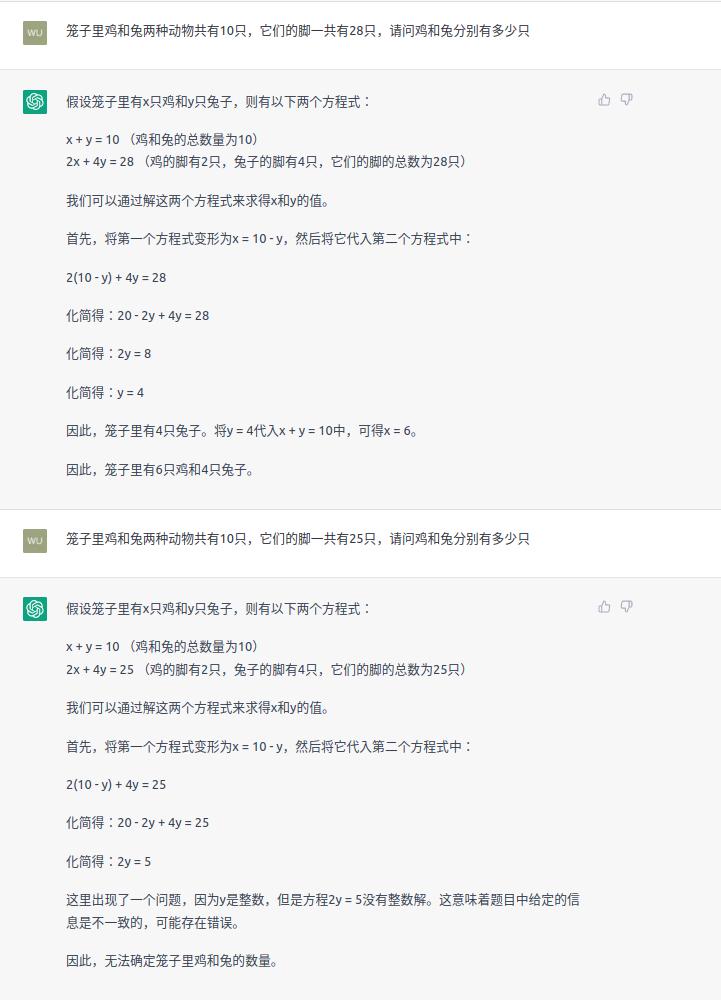 WU
笼子里鸡和兔两种动物共有10只，它们的脚一共有28只，请问鸡和兔分别有多少只
假设笼子里有x只鸡和y只兔子，则有以下两个方程式：
x + y = 10 （鸡和兔的总数量为10）
2x + 4y = 28 （鸡的脚有2只，兔子的脚有4只，它们的脚的总数为28只）
我们可以通过解这两个方程式来求得x和y的值。
首先，将第一个方程式变形为x = 10 - y，然后将它代入第二个方程式中：
2(10 - y) + 4y = 28
化简得：20 - 2y + 4y = 28
化简得：2y = 8
化简得：y = 4
因此，笼子里有4只兔子。将y = 4代入x + y = 10中，可得x = 6。
因此，笼子里有6只鸡和4只兔子。
WU
笼子里鸡和兔两种动物共有10只，它们的脚一共有25只，请问鸡和兔分别有多少只
假设笼子里有x只鸡和y只兔子，则有以下两个方程式：
x + y = 10 （鸡和兔的总数量为10）
2x + 4y = 25 （鸡的脚有2只，兔子的脚有4只，它们的脚的总数为25只）
我们可以通过解这两个方程式来求得x和y的值。
首先，将第一个方程式变形为x = 10 - y，然后将它代入第二个方程式中：
2(10 - y) + 4y = 25
化简得：20 - 2y + 4y = 25
化简得：2y = 5
这里出现了一个问题，因为y是整数，但是方程2y = 5没有整数解。这意味着题目中给定的信
息是不一致的，可能存在错误。
因此，无法确定笼子里鸡和兔的数量。